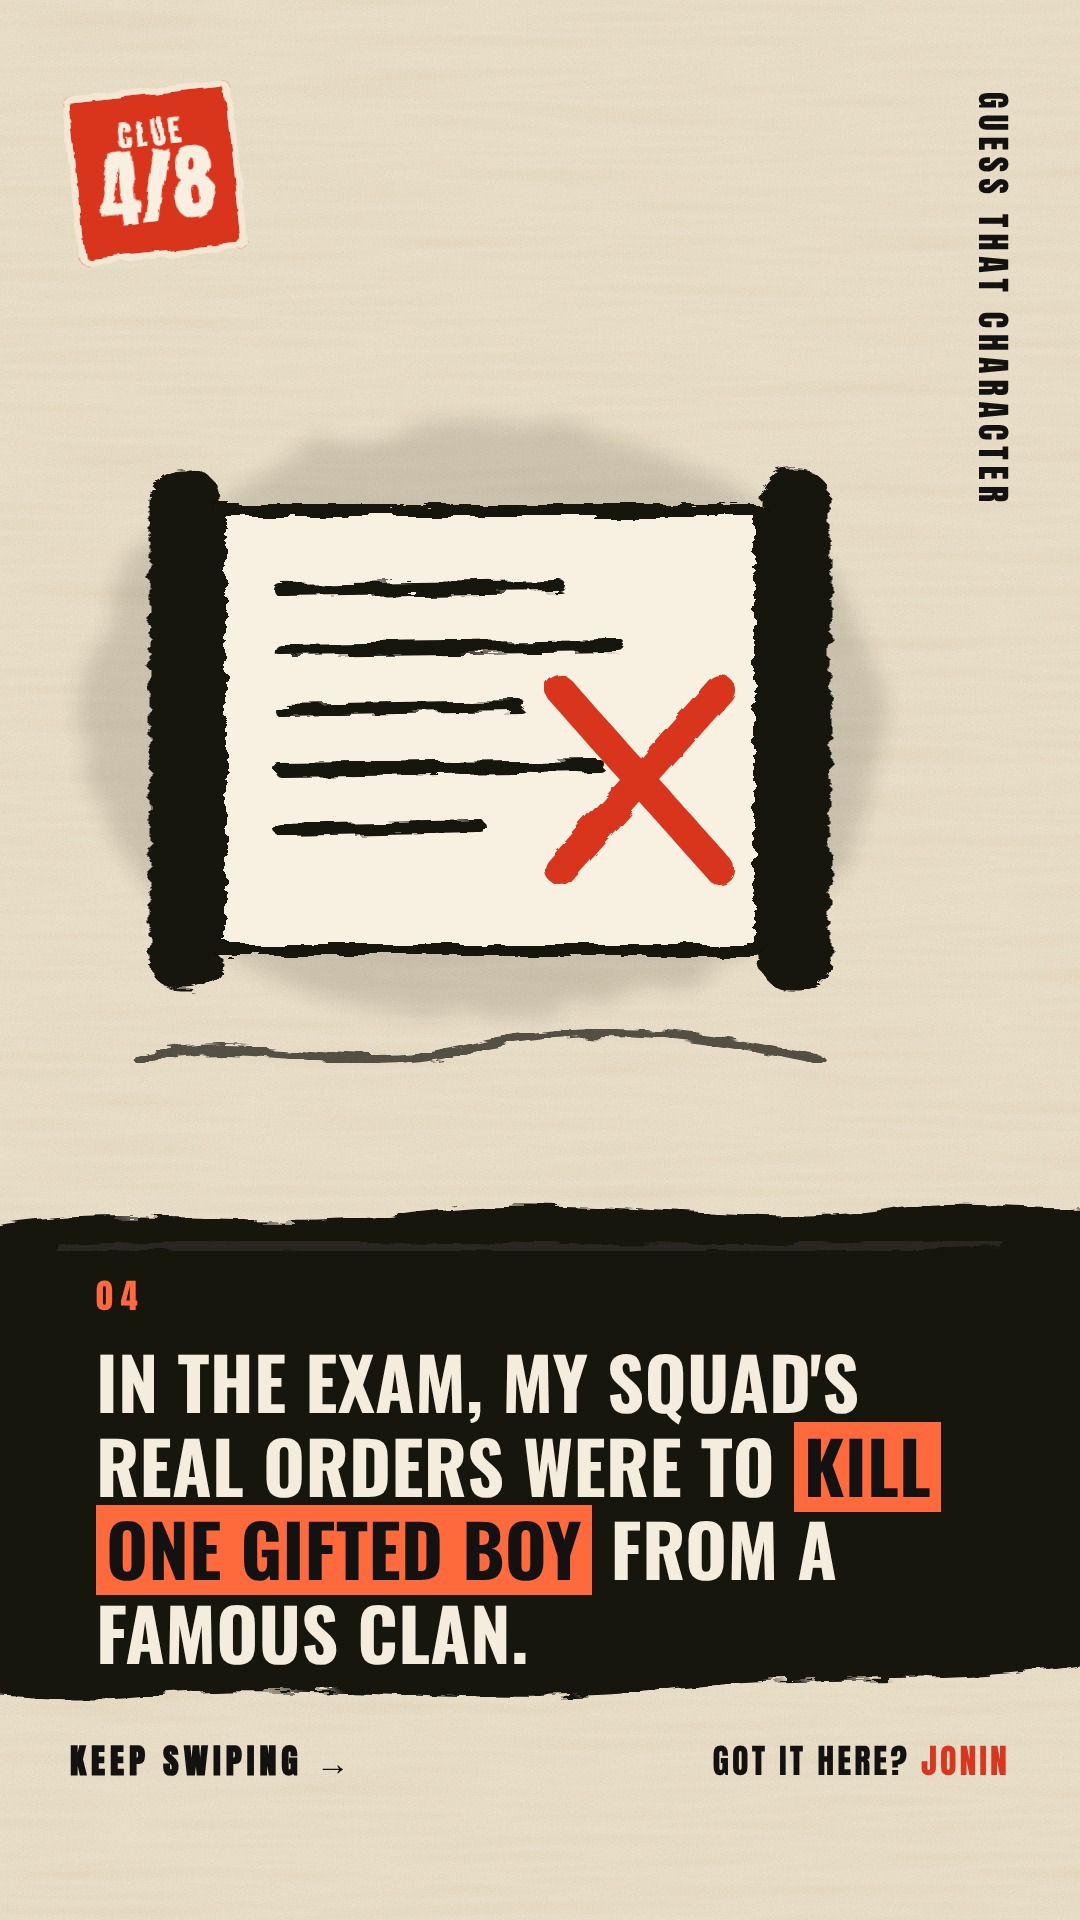 CLUE
4/8
GUESS THAT CHARACTER
04
IN THE EXAM, MY SQUAD'S
REAL ORDERS WERE TO KILL
ONE GIFTED BOY FROM A
FAMOUS CLAN.
KEEP SWIPING →
GOT IT HERE? JONIN